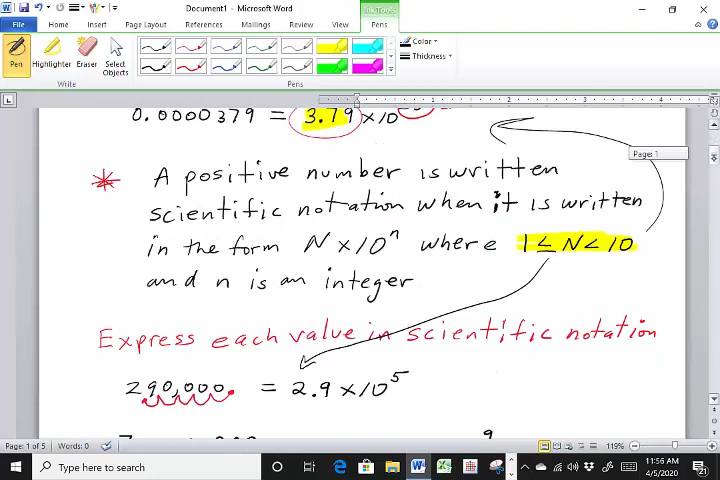 Document1 - Microsoft Word
Ink Tools
File Home Insert Page Layout References Mailings Review View Pens
Pen
Highlighter
Eraser
Select Objects
Color
Thickness
Write
Pens
0.0000379 = 3.79 × 10
Page: 1
* A positive number is written
scientific notation when it is written
in the form N × 10ⁿ where 1 ≤ N < 10
and n is an integer
Express each value in scientific notation
290,000. = 2.9 × 10⁵
Page: 1 of 5 Words: 0 119%
Type here to search
11:56 AM
4/5/2020
21